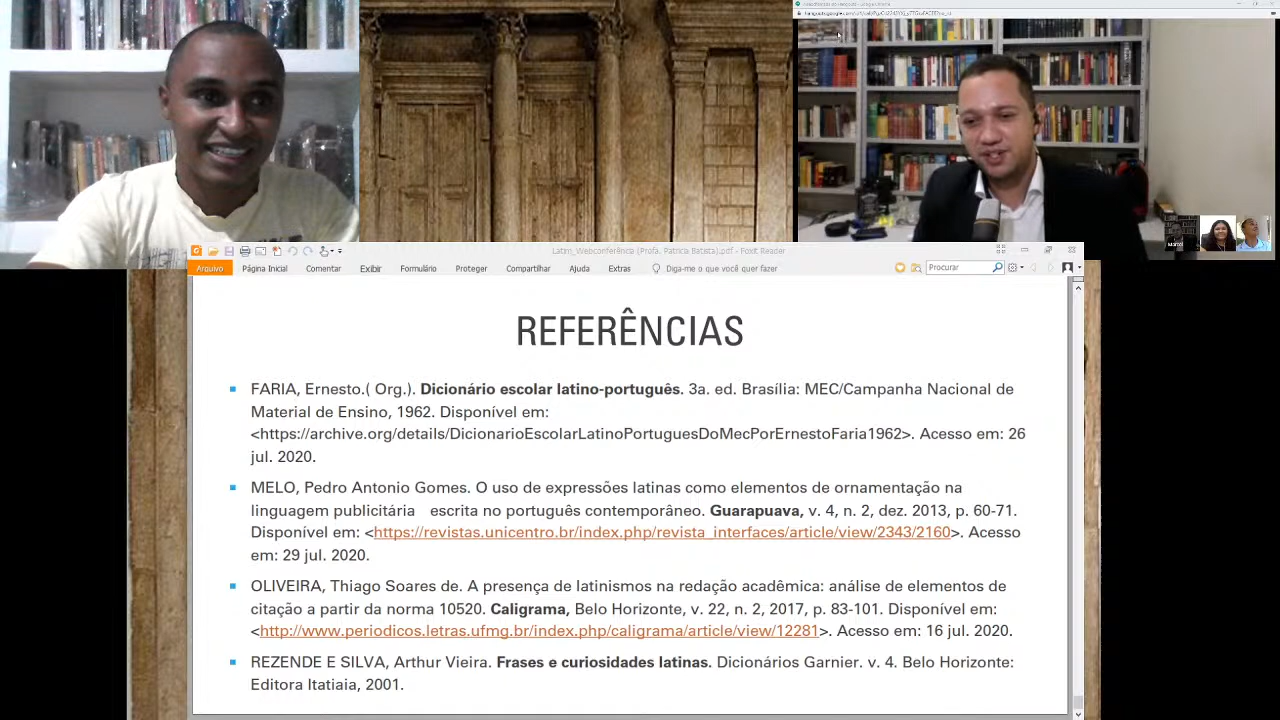 Latim_Webconferência (Profa. Patricia Batista).pdf - Foxit Reader
Arquivo Página Inicial Comentar Exibir Formulário Proteger Compartilhar Ajuda Extras Diga-me o que você quer fazer Procurar
REFERÊNCIAS
FARIA, Ernesto.( Org.). Dicionário escolar latino-português. 3a. ed. Brasília: MEC/Campanha Nacional de
Material de Ensino, 1962. Disponível em:
<https://archive.org/details/DicionarioEscolarLatinoPortuguesDoMecPorErnestoFaria1962>. Acesso em: 26
jul. 2020.
MELO, Pedro Antonio Gomes. O uso de expressões latinas como elementos de ornamentação na
linguagem publicitária escrita no português contemporâneo. Guarapuava, v. 4, n. 2, dez. 2013, p. 60-71.
Disponível em: <https://revistas.unicentro.br/index.php/revista_interfaces/article/view/2343/2160>. Acesso
em: 29 jul. 2020.
OLIVEIRA, Thiago Soares de. A presença de latinismos na redação acadêmica: análise de elementos de
citação a partir da norma 10520. Caligrama, Belo Horizonte, v. 22, n. 2, 2017, p. 83-101. Disponível em:
<http://www.periodicos.letras.ufmg.br/index.php/caligrama/article/view/12281>. Acesso em: 16 jul. 2020.
REZENDE E SILVA, Arthur Vieira. Frases e curiosidades latinas. Dicionários Garnier. v. 4. Belo Horizonte:
Editora Itatiaia, 2001.